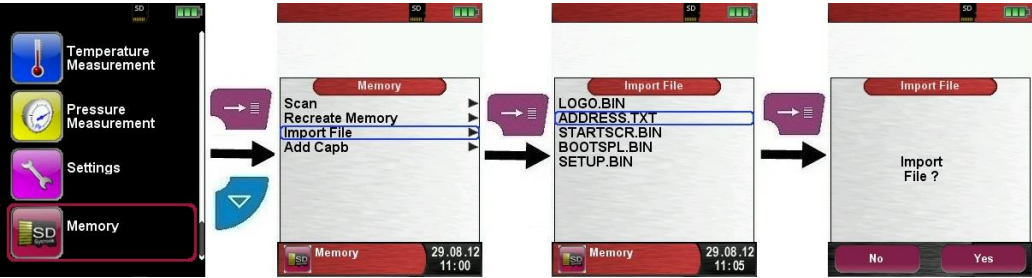 SD
Temperature
Measurement
Pressure
Measurement
Settings
SD
Memory
SD
Memory
Scan
Recreate Memory
Import File
Add Capb
SD
Memory
29.08.12
11:00
SD
Import File
LOGO.BIN
ADDRESS.TXT
STARTSCR.BIN
BOOTSPL.BIN
SETUP.BIN
SD
Memory
29.08.12
11:05
SD
Import File
Import
File ?
No
Yes